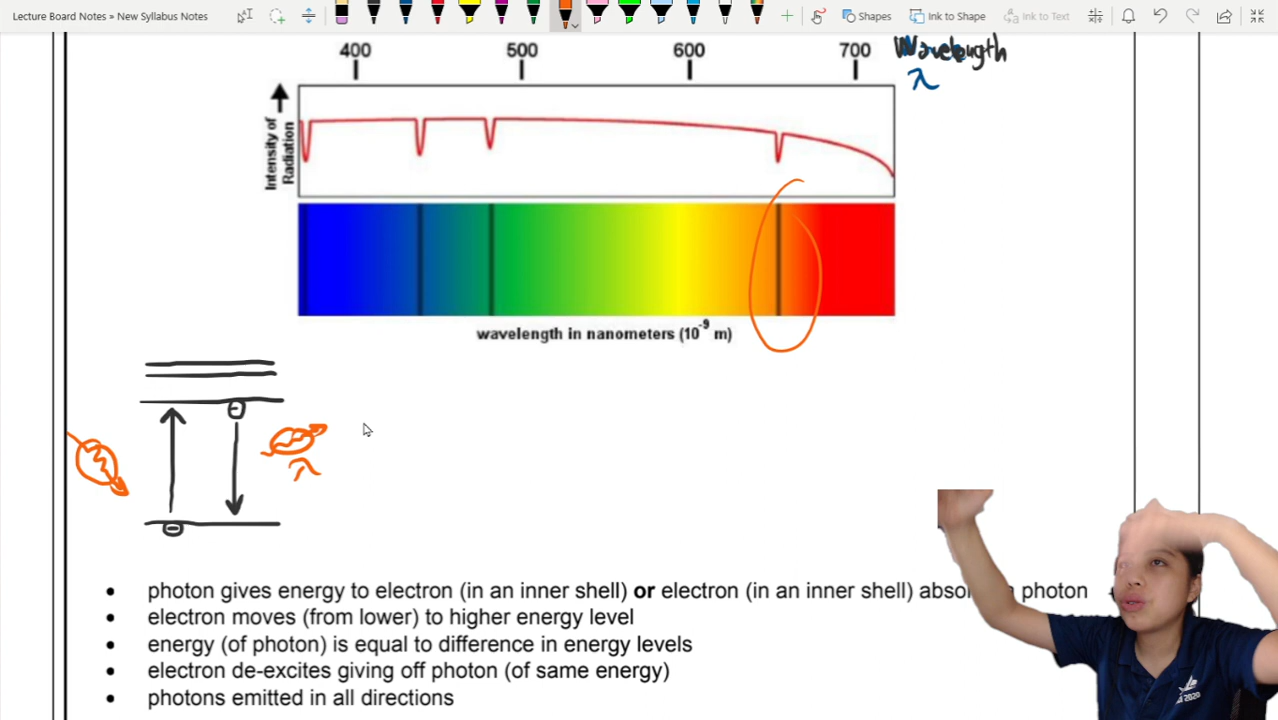 Lecture Board Notes » New Syllabus Notes
Shapes
Ink to Shape
Ink to Text
400 500 600 700 Wavelength
λ
Intensity of
Radiation
wavelength in nanometers (10⁻⁹ m)
λ
• photon gives energy to electron (in an inner shell) or electron (in an inner shell) photon
• electron moves (from lower) to higher energy level
• energy (of photon) is equal to difference in energy levels
• electron de-excites giving off photon (of same energy)
• photons emitted in all directions
2020